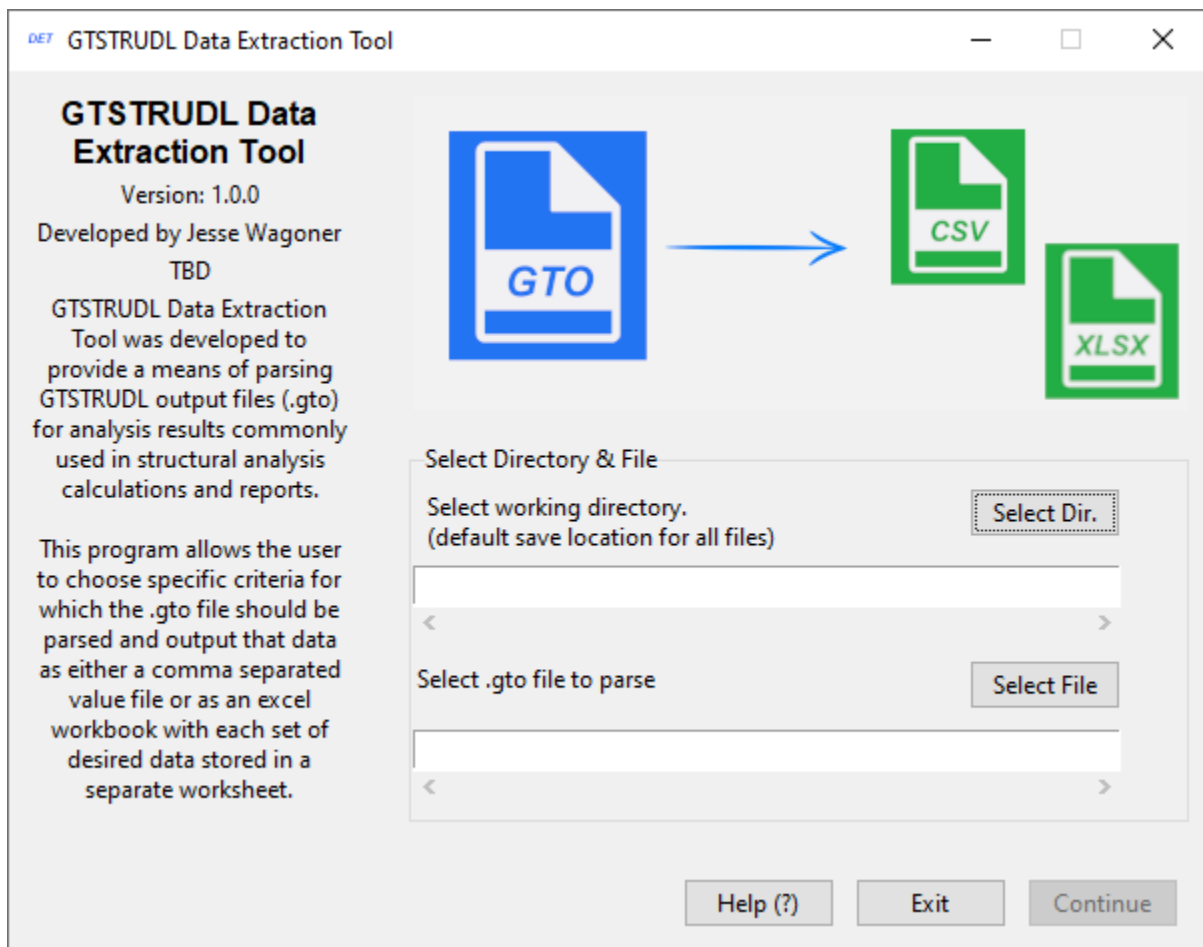 DET GTSTRUDL Data Extraction Tool
GTSTRUDL Data
Extraction Tool
Version: 1.0.0
Developed by Jesse Wagoner
TBD
GTSTRUDL Data Extraction
Tool was developed to
provide a means of parsing
GTSTRUDL output files (.gto)
for analysis results commonly
used in structural analysis
calculations and reports.
This program allows the user
to choose specific criteria for
which the .gto file should be
parsed and output that data
as either a comma separated
value file or as an excel
workbook with each set of
desired data stored in a
separate worksheet.
GTO
CSV
XLSX
Select Directory & File
Select working directory.
(default save location for all files)
Select Dir.
Select .gto file to parse
Select File
Help (?)
Exit
Continue